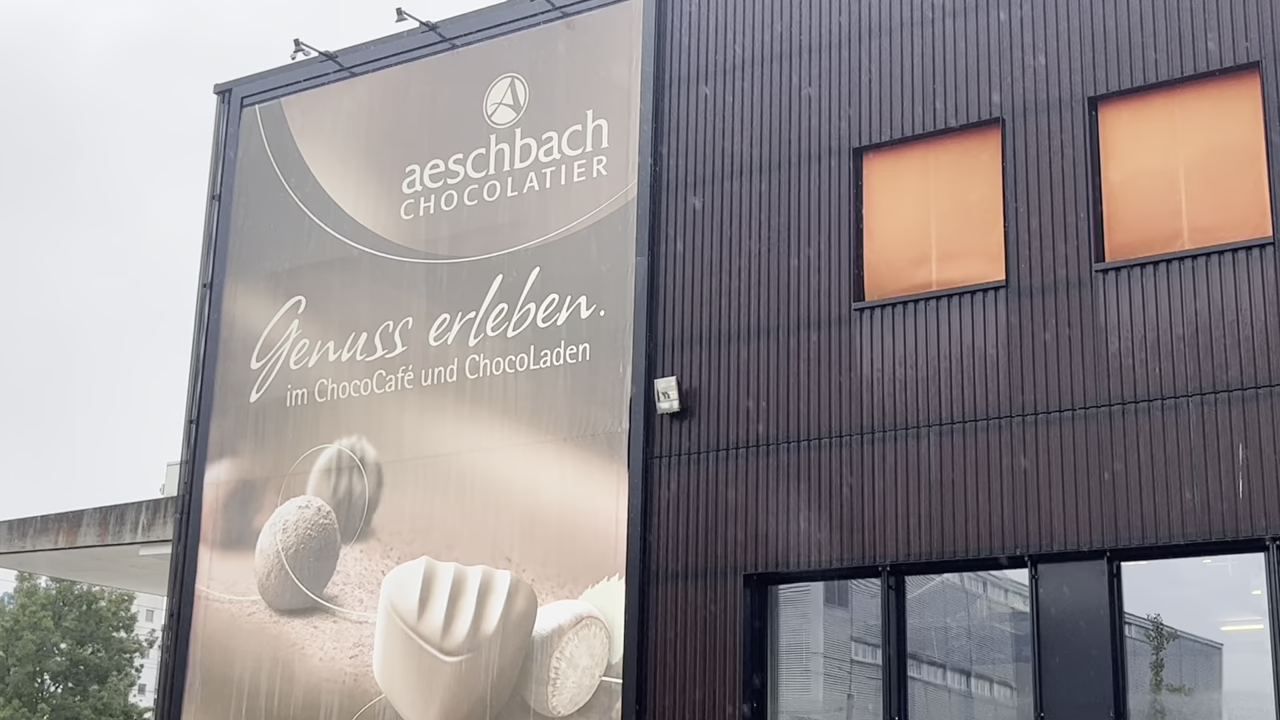 A
aeschbach
CHOCOLATIER
Genuss erleben.
im ChocoCafé und ChocoLaden